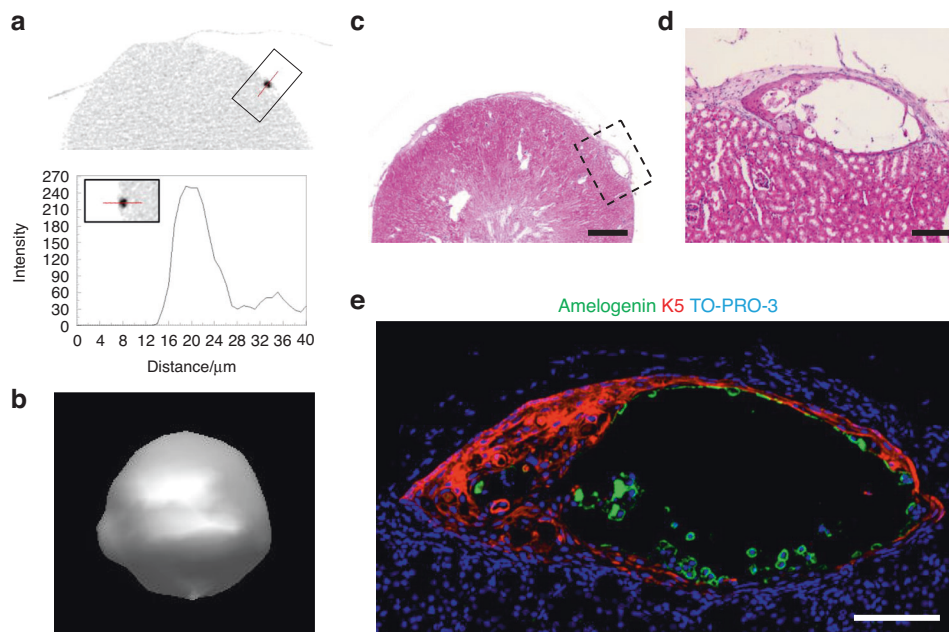 a
270
240
210
180
150
120
90
60
30
0
Intensity
0 4 8 12 16 20 24 28 32 36 40
Distance/μm
b
c
d
e
Amelogenin K5 TO-PRO-3